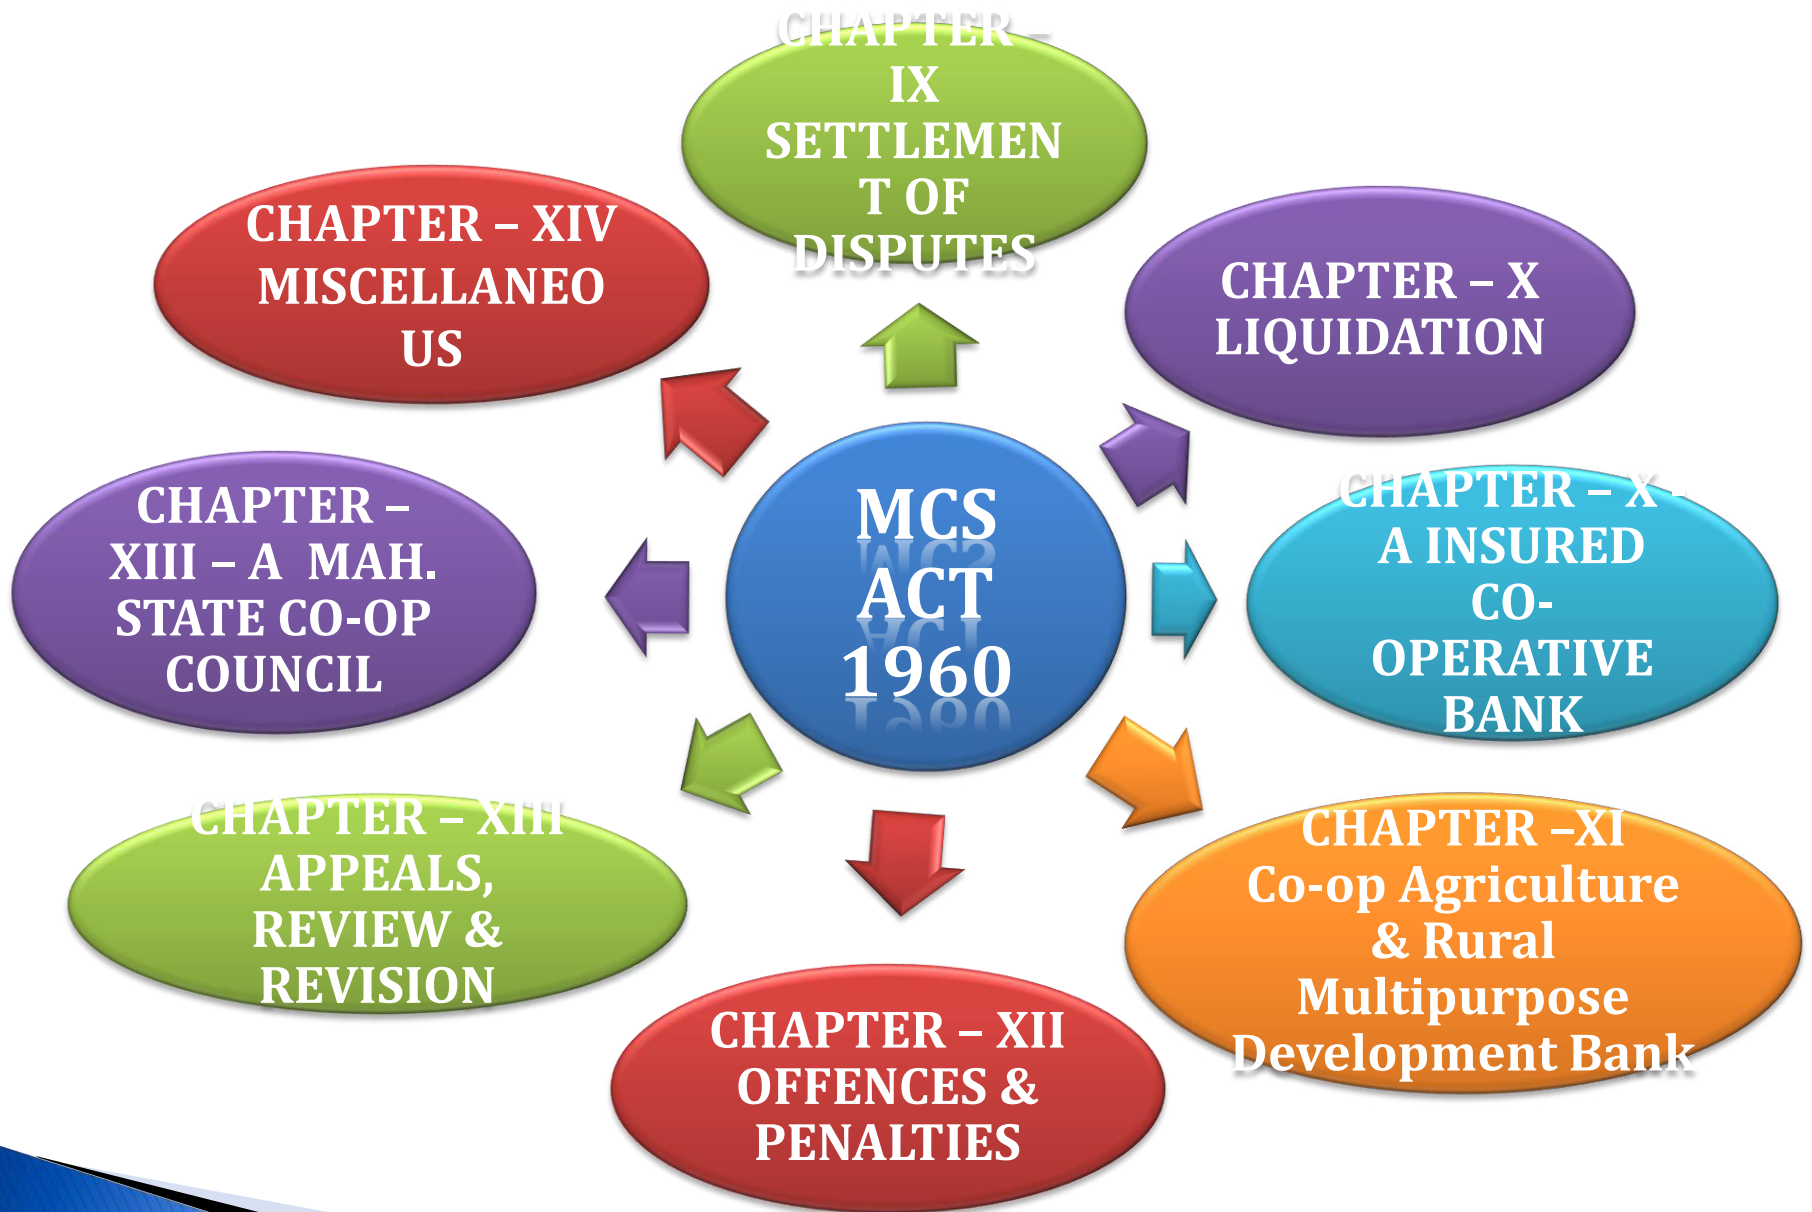 CHAPTER –
IX
SETTLEMEN
T OF
DISPUTES
CHAPTER – X
LIQUIDATION
CHAPTER – X -
A INSURED
CO-
OPERATIVE
BANK
CHAPTER –XI
Co-op Agriculture
& Rural
Multipurpose
Development Bank
CHAPTER – XII
OFFENCES &
PENALTIES
CHAPTER – XIII
APPEALS,
REVIEW &
REVISION
CHAPTER –
XIII – A  MAH.
STATE CO-OP
COUNCIL
CHAPTER – XIV
MISCELLANEO
US
MCS
ACT
1960